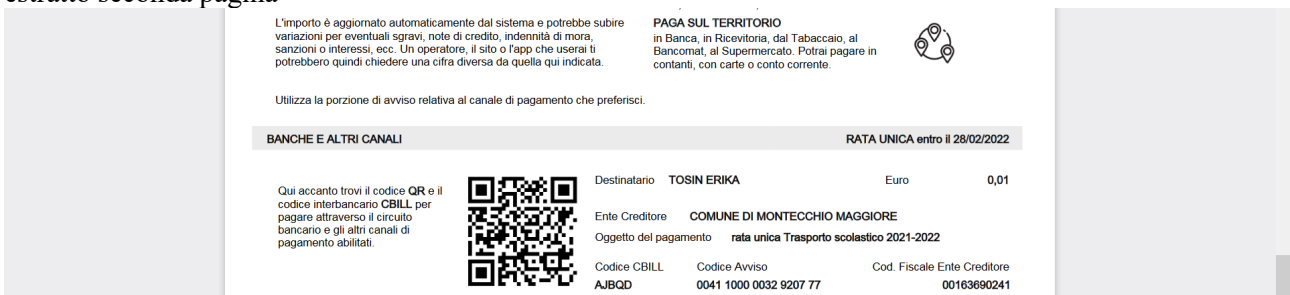 estratto seconda pagina
L'importo è aggiornato automaticamente dal sistema e potrebbe subire
variazioni per eventuali sgravi, note di credito, indennità di mora,
sanzioni o interessi, ecc. Un operatore, il sito o l'app che userai ti
potrebbero quindi chiedere una cifra diversa da quella qui indicata.
PAGA SUL TERRITORIO
in Banca, in Ricevitoria, dal Tabaccaio, al
Bancomat, al Supermercato. Potrai pagare in
contanti, con carte o conto corrente.
Utilizza la porzione di avviso relativa al canale di pagamento che preferisci.
BANCHE E ALTRI CANALI RATA UNICA entro il 28/02/2022
Qui accanto trovi il codice QR e il
codice interbancario CBILL per
pagare attraverso il circuito
bancario e gli altri canali di
pagamento abilitati.
Destinatario TOSIN ERIKA Euro 0,01
Ente Creditore COMUNE DI MONTECCHIO MAGGIORE
Oggetto del pagamento rata unica Trasporto scolastico 2021-2022
Codice CBILL Codice Avviso Cod. Fiscale Ente Creditore
AJBQD 0041 1000 0032 9207 77 00163690241